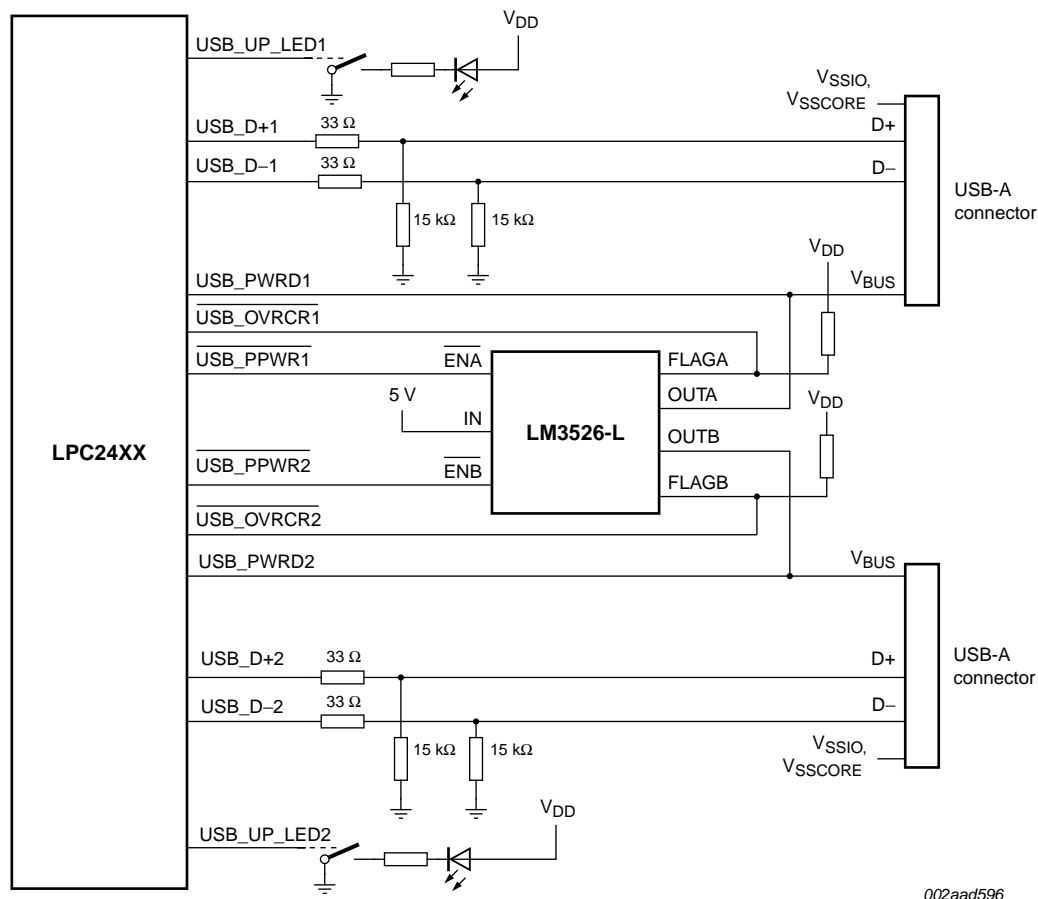 USB_UP_LED1
VDD
VSSIO,
VSSCORE
USB_D+1
33 Ω
D+
USB_D−1
33 Ω
D−
USB-A
connector
15 kΩ
15 kΩ
VDD
USB_PWRD1
VBUS
USB_OVRCR1
USB_PPWR1
ENA
FLAGA
5 V
OUTA
VDD
IN
LM3526-L
OUTB
LPC24XX
USB_PPWR2
ENB
FLAGB
USB_OVRCR2
USB_PWRD2
VBUS
USB_D+2
33 Ω
D+
USB-A
connector
USB_D−2
33 Ω
D−
15 kΩ
15 kΩ
VSSIO,
VSSCORE
VDD
USB_UP_LED2
002aad596